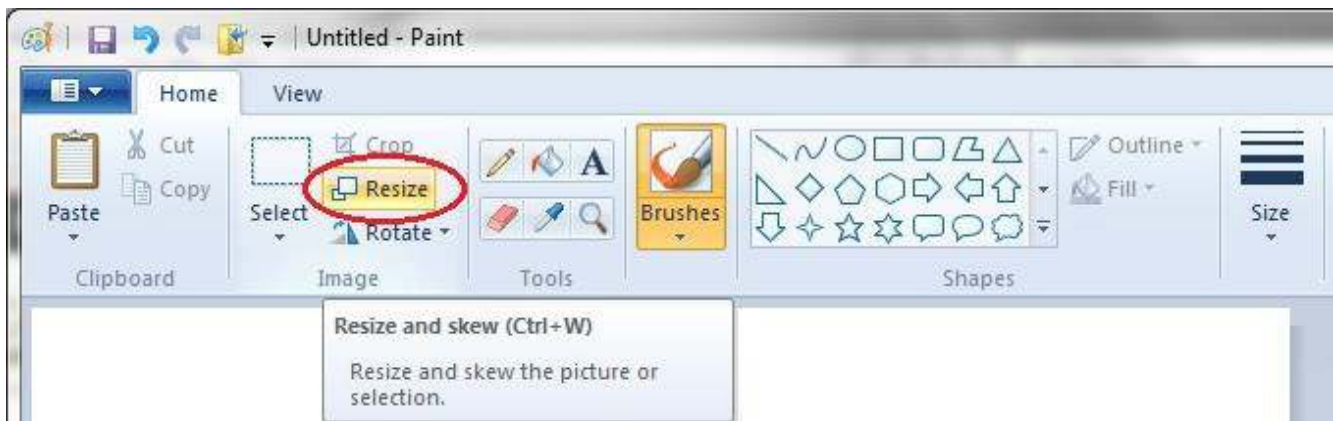 Untitled - Paint
Home View
Paste
Cut
Copy
Clipboard
Select
Crop
Resize
Rotate
Image
A
Tools
Brushes
Outline
Fill
Shapes
Size
Resize and skew (Ctrl+W)
Resize and skew the picture or
selection.